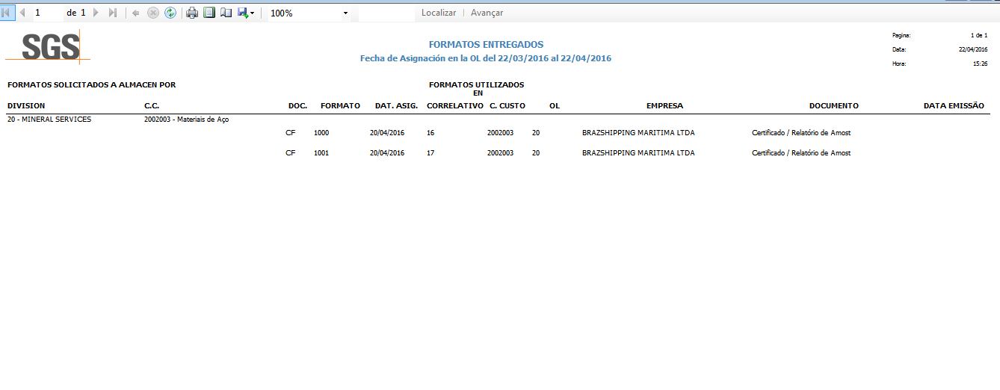 1 de 1 100% Localizar | Avançar
SGS
FORMATOS ENTREGADOS
Fecha de Asignación en la OL del 22/03/2016 al 22/04/2016
Pagina: 1 de 1
Data: 22/04/2016
Hora: 15:26
FORMATOS SOLICITADOS A ALMACEN POR FORMATOS UTILIZADOS
EN
DIVISION C.C. DOC. FORMATO DAT. ASIG. CORRELATIVO C. CUSTO OL EMPRESA DOCUMENTO DATA EMISSÃO
20 - MINERAL SERVICES 2002003 - Materiais de Aço
CF 1000 20/04/2016 16 2002003 20 BRAZSHIPPING MARITIMA LTDA Certificado / Relatório de Amost
CF 1001 20/04/2016 17 2002003 20 BRAZSHIPPING MARITIMA LTDA Certificado / Relatório de Amost